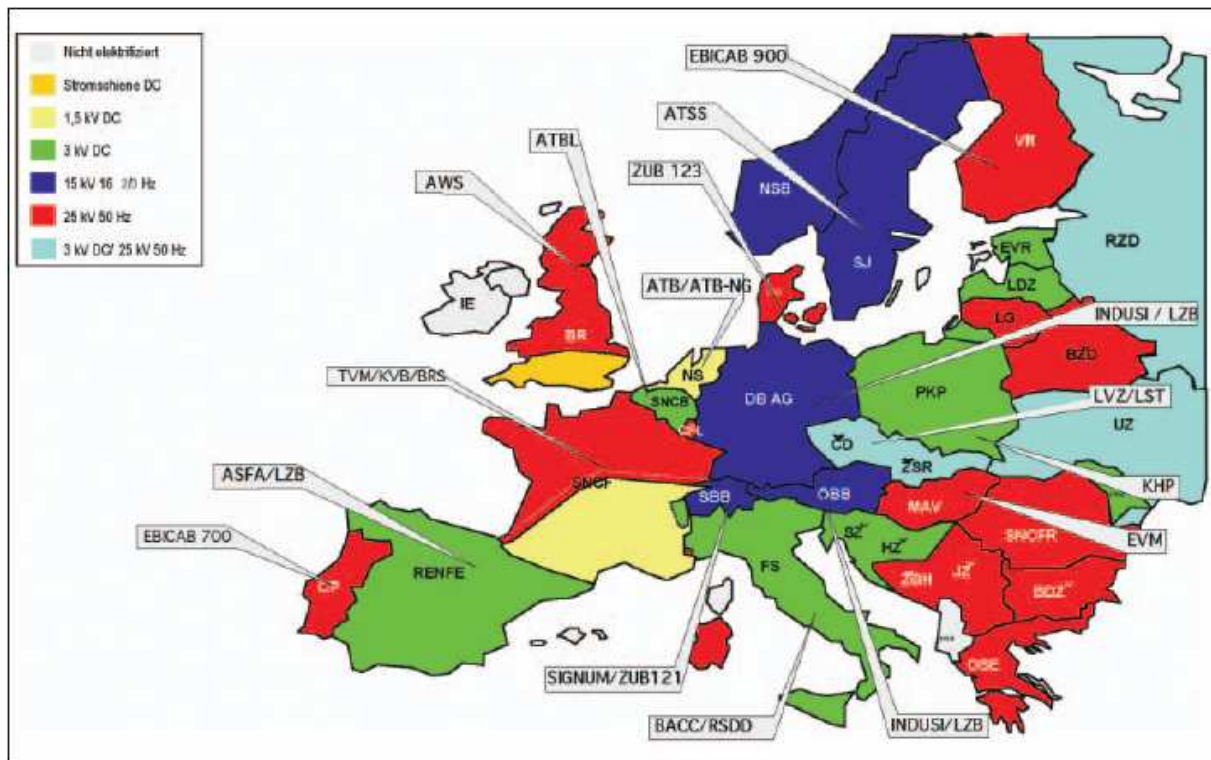 Nicht elektrifiziert
Stromschiene DC
1,5 kV DC
3 kV DC
15 kV 16 2/3 Hz
25 kV 50 Hz
3 kV DC/ 25 kV 50 Hz
EBICAB 900
ATSS
ATBL
ZUB 123
AWS
VR
NSB
RZD
SJ
EVR
ATB/ATB-NG
IE
LDZ
INDUSI / LZB
LG
BR
BZD
TVM/KVB/BRS
NS
SNCB
DB AG
PKP
LVZ/LST
UZ
ČD
ŽSR
ASFA/LZB
SNCF
KHP
SBB
ÖBB
MAV
EBICAB 700
SZ
HZ
SNCFR
EVM
RENFE
CP
FS
ZBH
JZ
BDZ
SIGNUM/ZUB121
OSE
BACC/RSDD
INDUSI/LZB